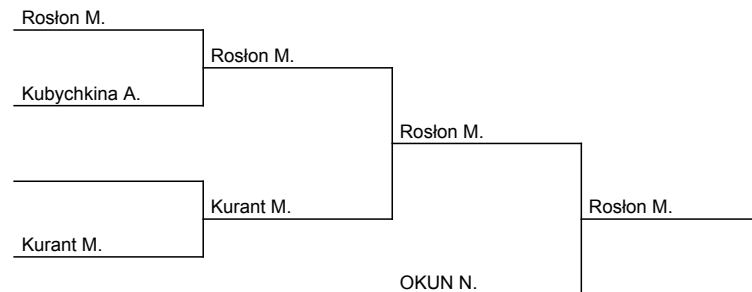 Rosłon M.
Rosłon M.
Kubychkina A.
Rosłon M.
Kurant M.
Rosłon M.
Kurant M.
OKUN N.